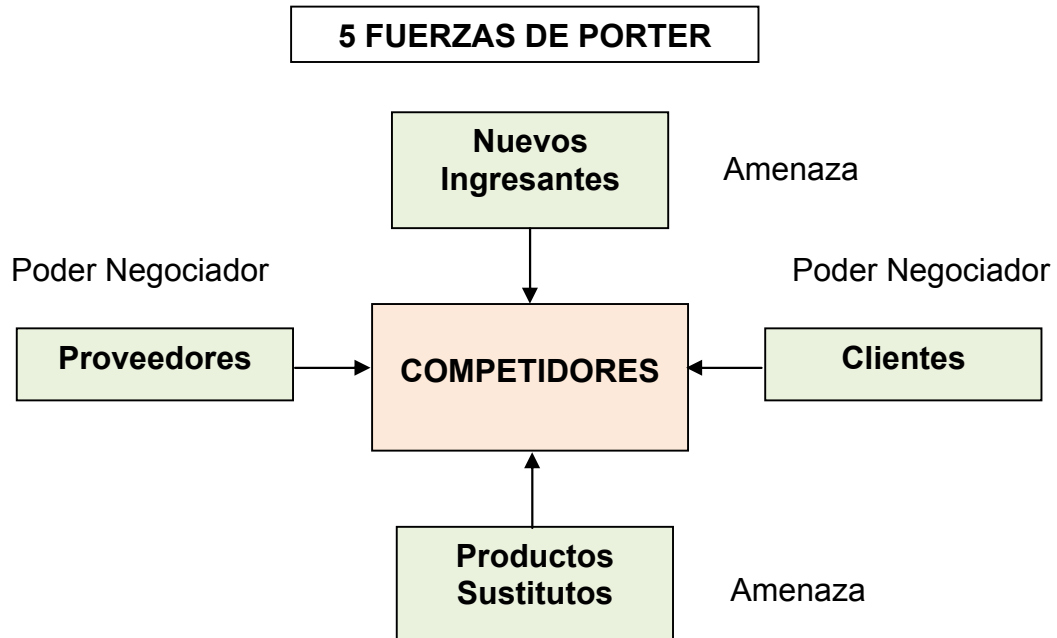 5 FUERZAS DE PORTER
Nuevos
Ingresantes
Amenaza
Poder Negociador
Poder Negociador
Proveedores
COMPETIDORES
Clientes
Productos
Sustitutos
Amenaza